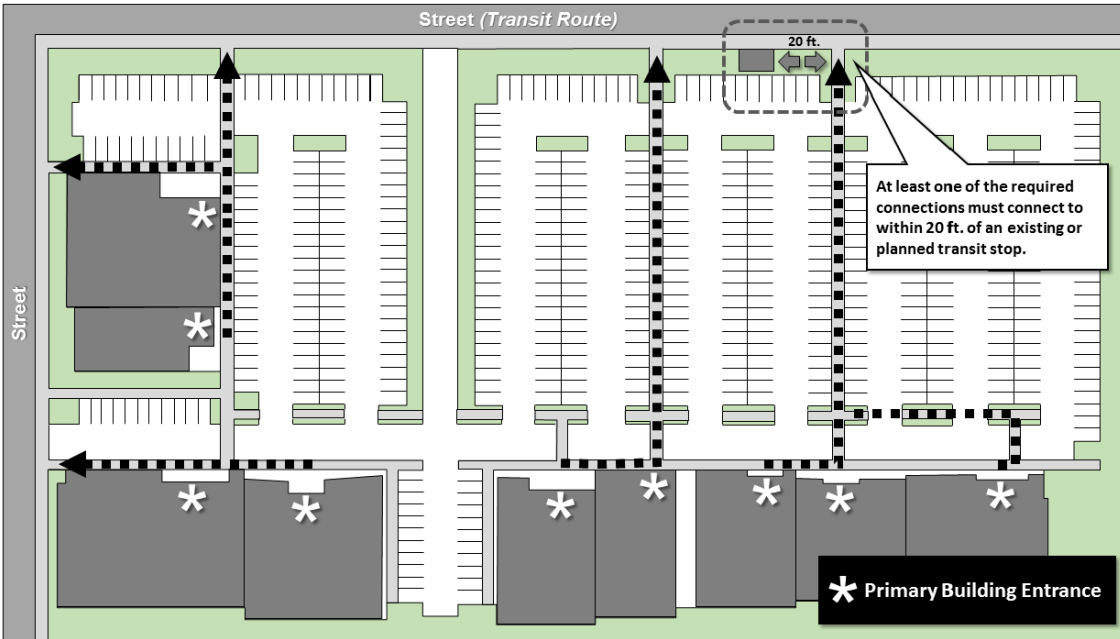 Street (Transit Route)
20 ft.
At least one of the required
connections must connect to
within 20 ft. of an existing or
planned transit stop.
Street
* Primary Building Entrance